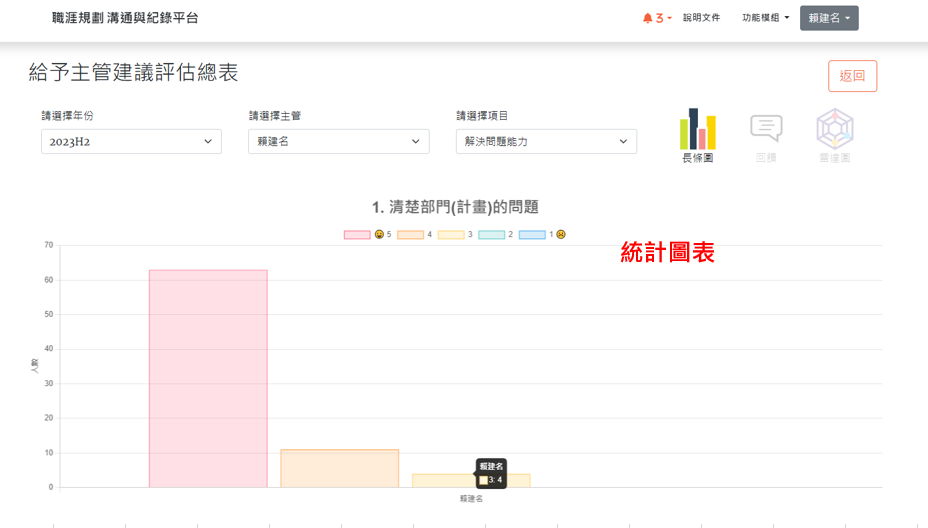 職涯規劃 溝通與紀錄平台
3
說明文件
功能模組
賴建名
給予主管建議評估總表
返回
請選擇年份
請選擇主管
請選擇項目
2023H2
賴建名
解決問題能力
長條圖
回饋
雷達圖
1. 清楚部門(計畫)的問題
5 4 3 2 1
統計圖表
70
60
50
40
30
20
10
0
人數
賴建名
3: 4
賴建名